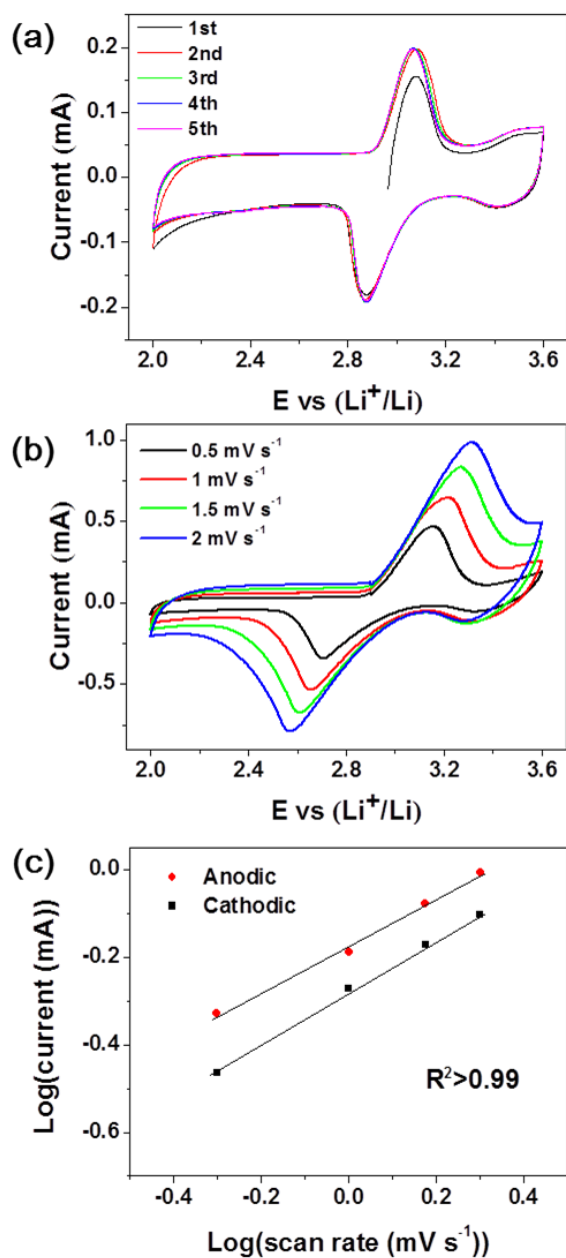 (a)
1st
2nd
3rd
4th
5th
0.2
0.1
0.0
-0.1
-0.2
Current (mA)
2.0 2.4 2.8 3.2 3.6
E vs (Li⁺/Li)
(b)
0.5 mV s⁻¹
1 mV s⁻¹
1.5 mV s⁻¹
2 mV s⁻¹
1.0
0.5
0.0
-0.5
Current (mA)
2.0 2.4 2.8 3.2 3.6
E vs (Li⁺/Li)
(c)
Anodic
Cathodic
0.0
-0.2
-0.4
-0.6
Log(current (mA))
R²>0.99
-0.4 -0.2 0.0 0.2 0.4
Log(scan rate (mV s⁻¹))